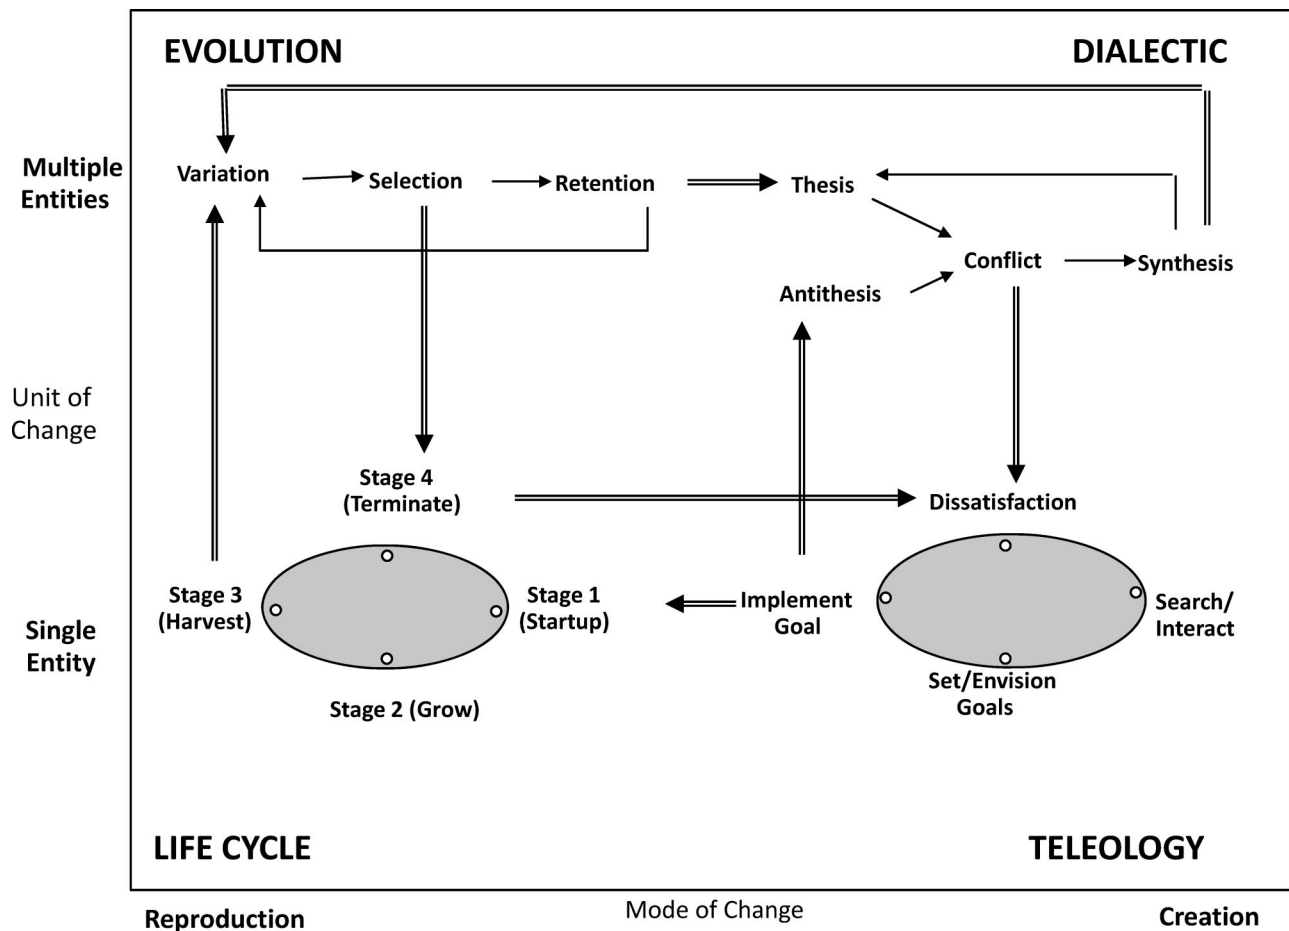 EVOLUTION
DIALECTIC
Multiple
Entities
Variation
Selection
Retention
Thesis
Conflict
Synthesis
Antithesis
Unit of
Change
Stage 4
(Terminate)
Dissatisfaction
Single
Entity
Stage 3
(Harvest)
Stage 1
(Startup)
Implement
Goal
Search/
Interact
Stage 2 (Grow)
Set/Envision
Goals
LIFE CYCLE
TELEOLOGY
Reproduction
Mode of Change
Creation